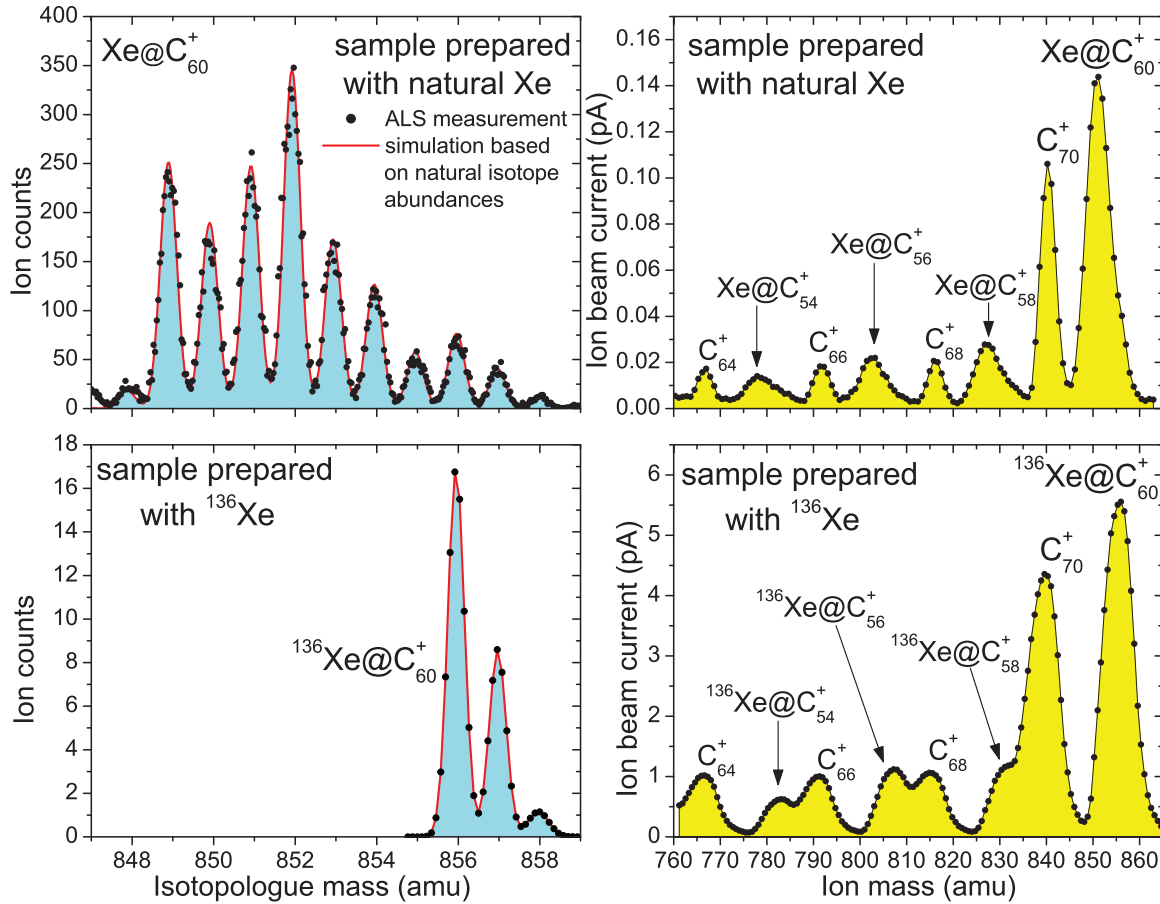 400
350
300
250
200
150
100
50
0
Ion counts
Xe@C₆₀⁺
sample prepared
with natural Xe
ALS measurement
simulation based
on natural isotope
abundances
0.16
0.14
0.12
0.10
0.08
0.06
0.04
0.02
0.00
Ion beam current (pA)
sample prepared
with natural Xe
Xe@C₆₀⁺
C₇₀⁺
Xe@C₅₆⁺
Xe@C₅₄⁺
Xe@C₅₈⁺
C₆₄⁺
C₆₆⁺
C₆₈⁺
18
16
14
12
10
8
6
4
2
0
Ion counts
sample prepared
with ¹³⁶Xe
¹³⁶Xe@C₆₀⁺
848 850 852 854 856 858
Isotopologue mass (amu)
6
5
4
3
2
1
0
Ion beam current (pA)
sample prepared
with ¹³⁶Xe
¹³⁶Xe@C₆₀⁺
C₇₀⁺
¹³⁶Xe@C₅₆⁺
¹³⁶Xe@C₅₈⁺
¹³⁶Xe@C₅₄⁺
C₆₄⁺
C₆₆⁺
C₆₈⁺
760 770 780 790 800 810 820 830 840 850 860
Ion mass (amu)